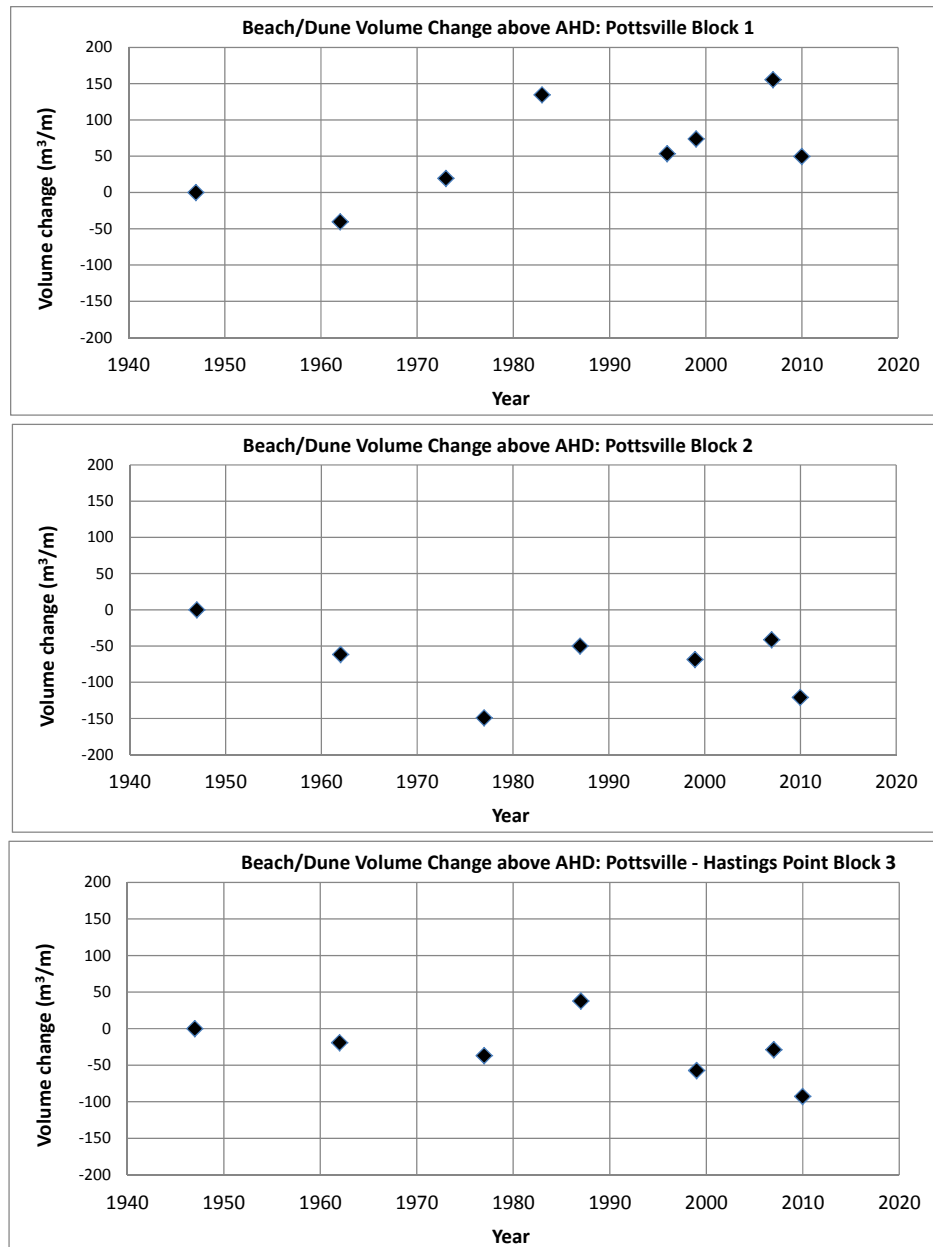 Beach/Dune Volume Change above AHD: Pottsville Block 1
Volume change (m³/m)
200
150
100
50
0
-50
-100
-150
-200
1940 1950 1960 1970 1980 1990 2000 2010 2020
Year
Beach/Dune Volume Change above AHD: Pottsville Block 2
Volume change (m³/m)
200
150
100
50
0
-50
-100
-150
-200
1940 1950 1960 1970 1980 1990 2000 2010 2020
Year
Beach/Dune Volume Change above AHD: Pottsville - Hastings Point Block 3
Volume change (m³/m)
200
150
100
50
0
-50
-100
-150
-200
1940 1950 1960 1970 1980 1990 2000 2010 2020
Year